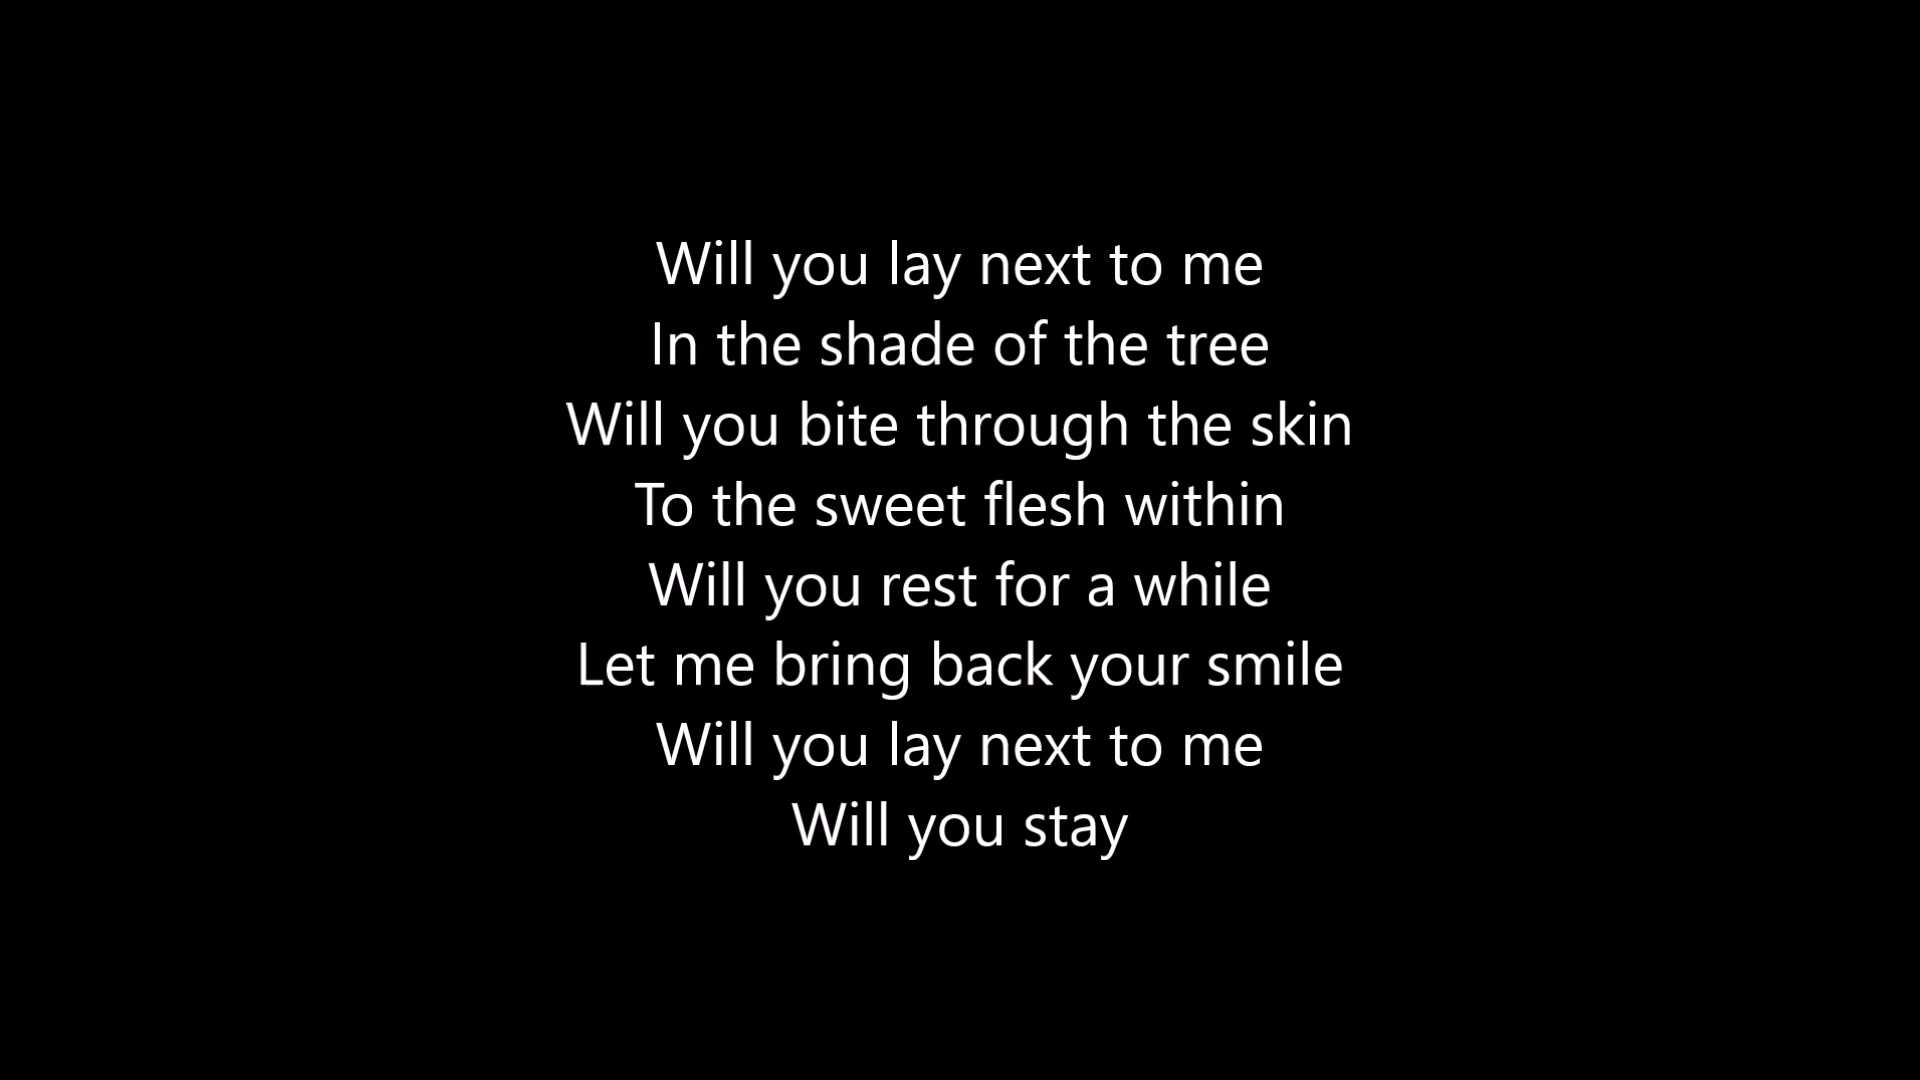 Will you lay next to me
In the shade of the tree
Will you bite through the skin
To the sweet flesh within
Will you rest for a while
Let me bring back your smile
Will you lay next to me
Will you stay